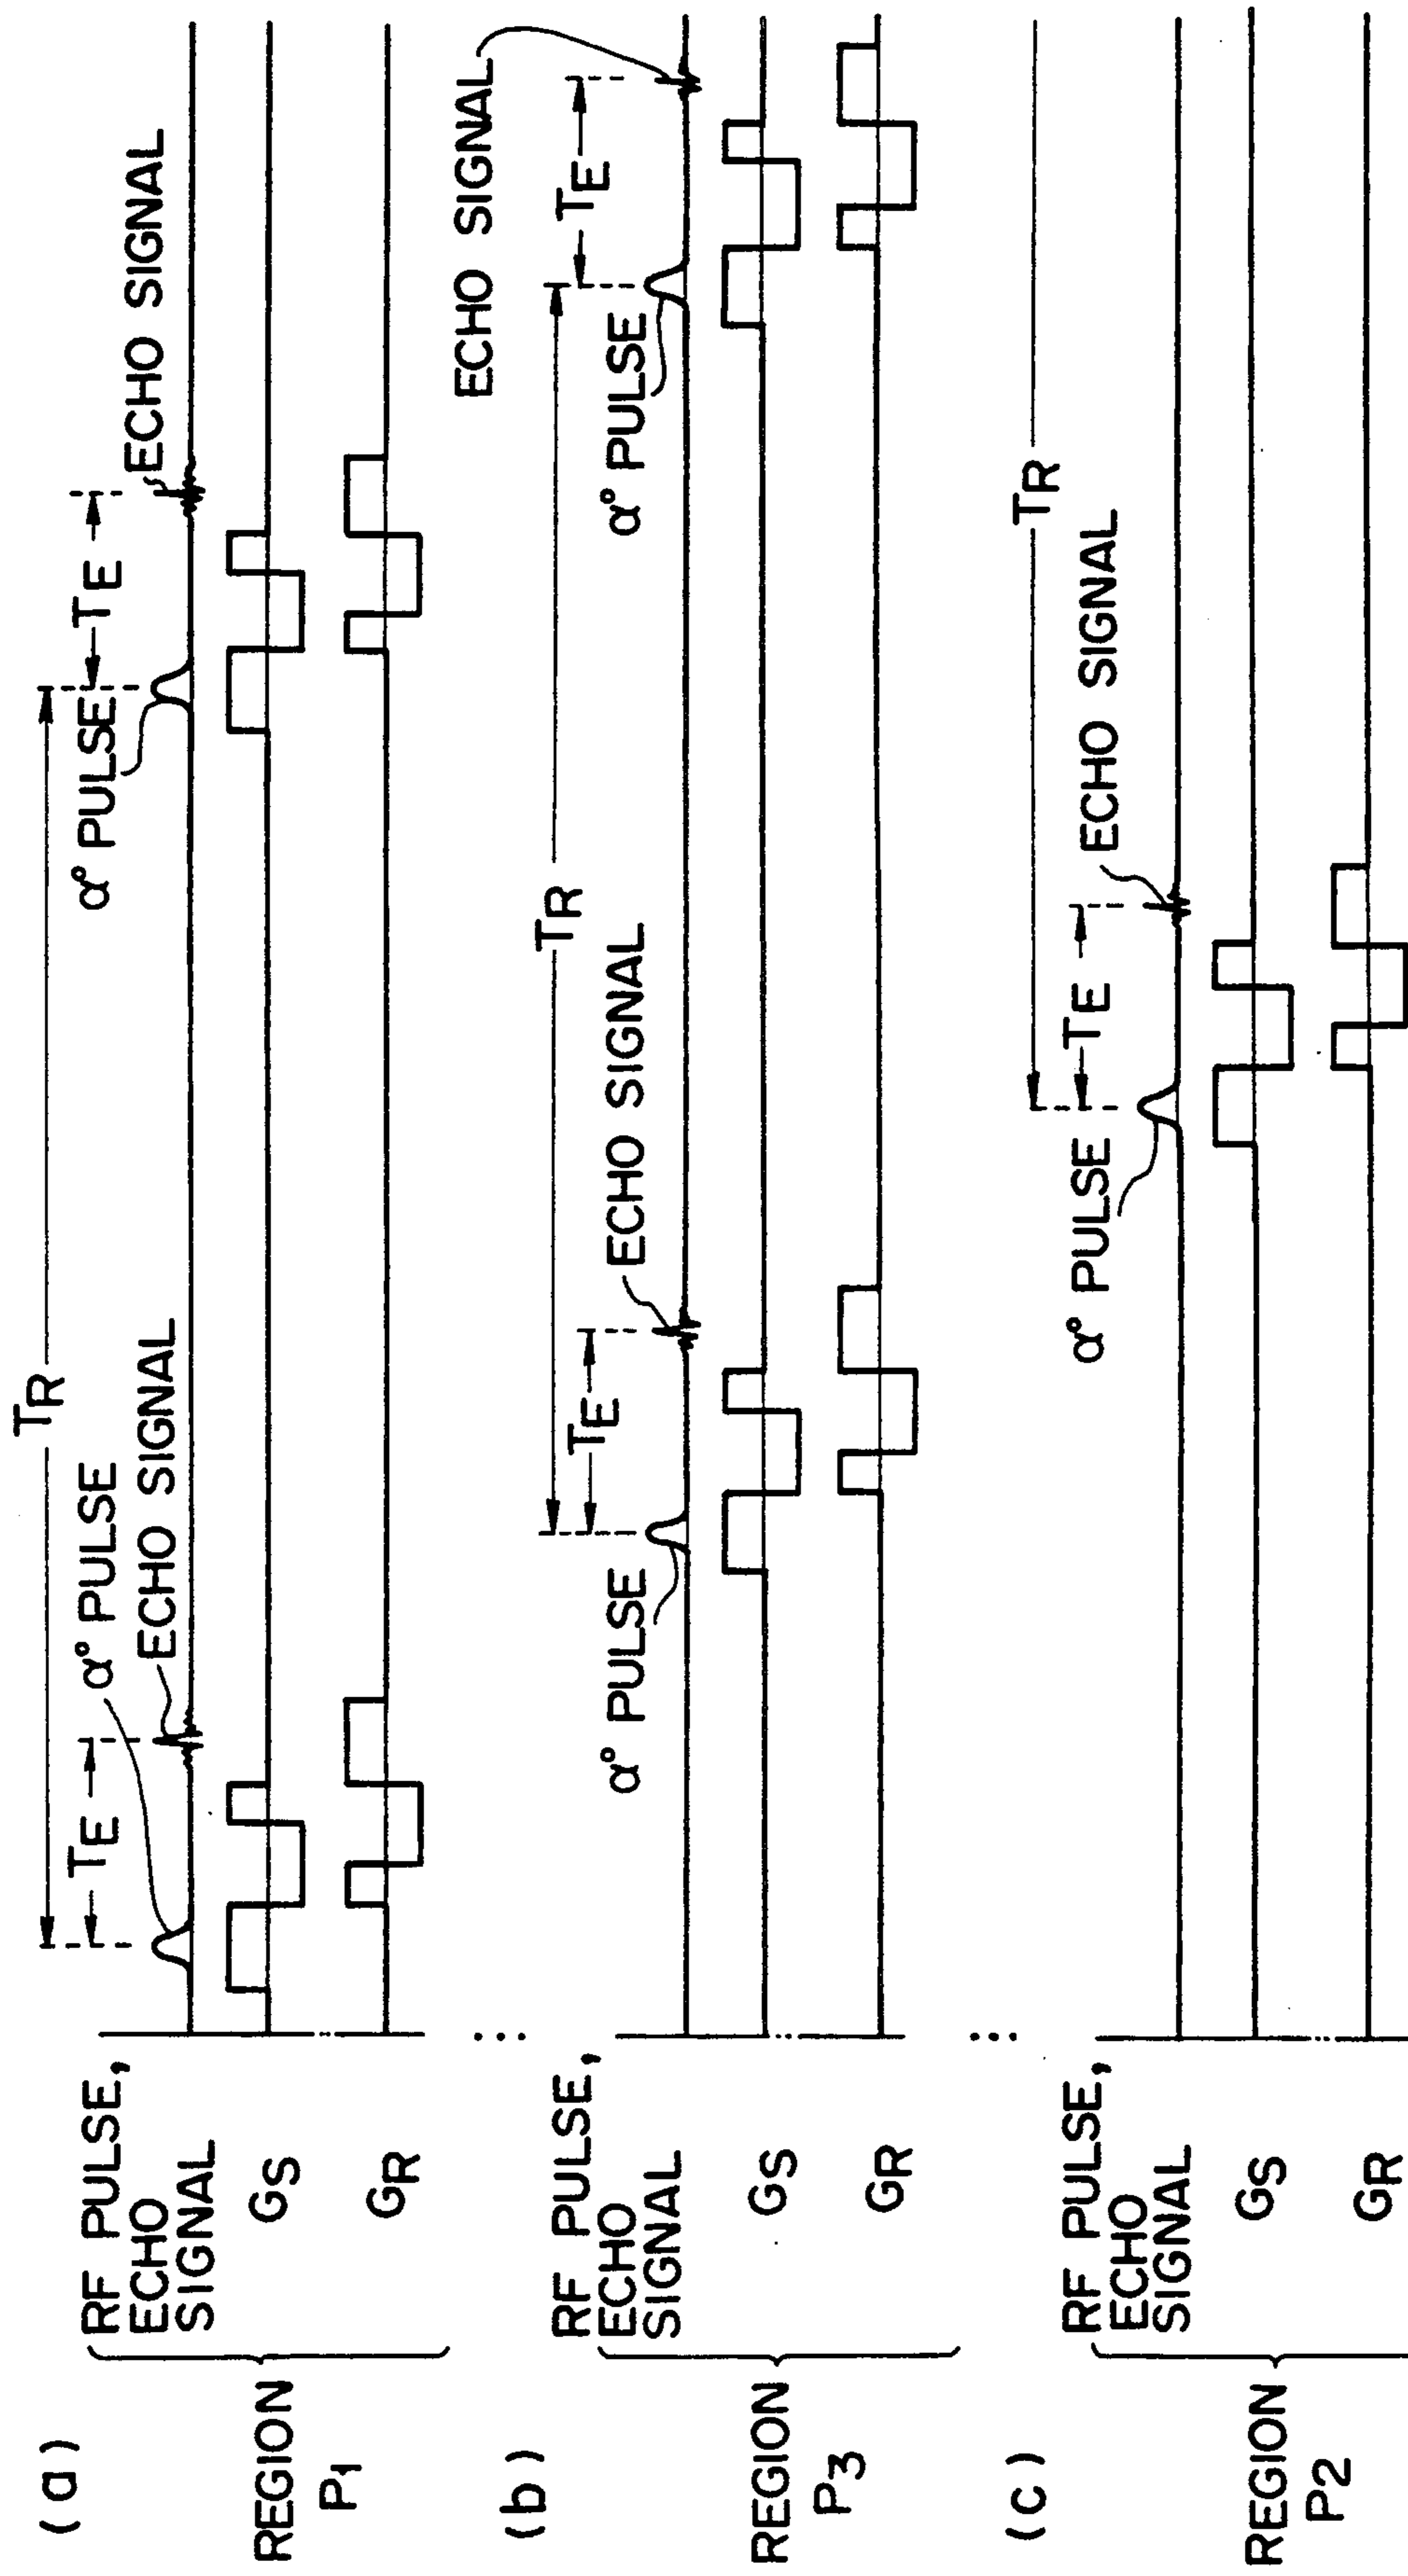 (a)
TR
TE
α° PULSE
ECHO SIGNAL
α° PULSE
TE
ECHO SIGNAL
RF PULSE,
ECHO
SIGNAL
GS
GR
REGION
P1
(b)
TR
TE
ECHO SIGNAL
α° PULSE
TE
ECHO SIGNAL
α° PULSE
RF PULSE,
ECHO
SIGNAL
GS
GR
REGION
P3
(c)
TR
TE
α° PULSE
ECHO SIGNAL
RF PULSE,
ECHO
SIGNAL
GS
GR
REGION
P2